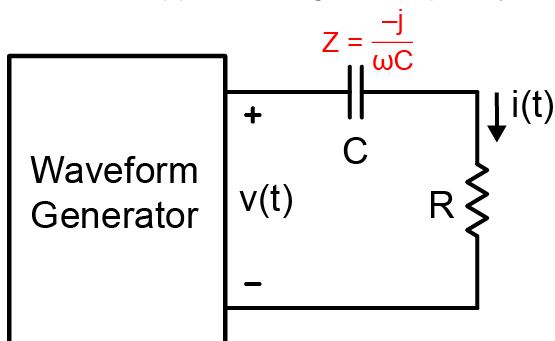 Z = –j
ωC
+
C
i(t)
Waveform
Generator
v(t)
R
–